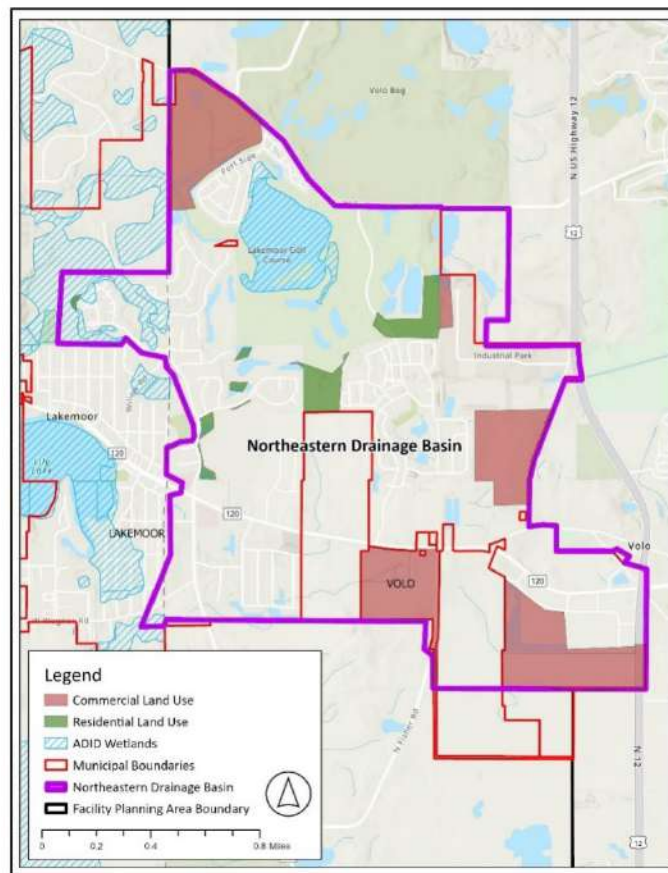 Volo Bog
Port Side
N US Highway 12
12
Lakemoor Golf
Course
Industrial Park
Lakemoor
Northeastern Drainage Basin
120
120
LAKEMOOR
Volo
VOLO
120
Legend
Commercial Land Use
Residential Land Use
ADID Wetlands
Municipal Boundaries
Northeastern Drainage Basin
Facility Planning Area Boundary
N Fisher Rd
N 12
12
0 0.4 0.8 Miles